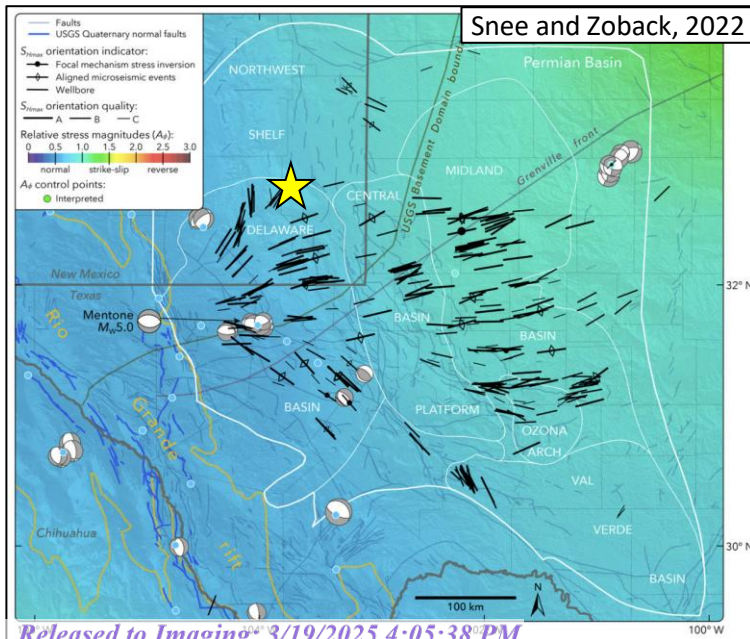 Snee and Zoback, 2022
Faults
USGS Quaternary normal faults
SHmax orientation indicator:
Focal mechanism stress inversion
Aligned microseismic events
Wellbore
SHmax orientation quality:
A B C
Relative stress magnitudes (Aϕ):
0.0 0.5 1.0 1.5 2.0 2.5 3.0
normal strike-slip reverse
Aϕ control points:
Interpreted
NORTHWEST
SHELF
Permian Basin
USGS Basement Domain bound
Grenville front
MIDLAND
CENTRAL
DELAWARE
New Mexico
Texas
32° N
Mentone
Mw5.0
Rio
BASIN
BASIN
BASIN
PLATFORM
Grande
OZONA
ARCH
VAL
Chihuahua
VERDE
rift
30° N
BASIN
N
100 km
100° W
Released to Imaging: 3/19/2025 4:05:38 PM